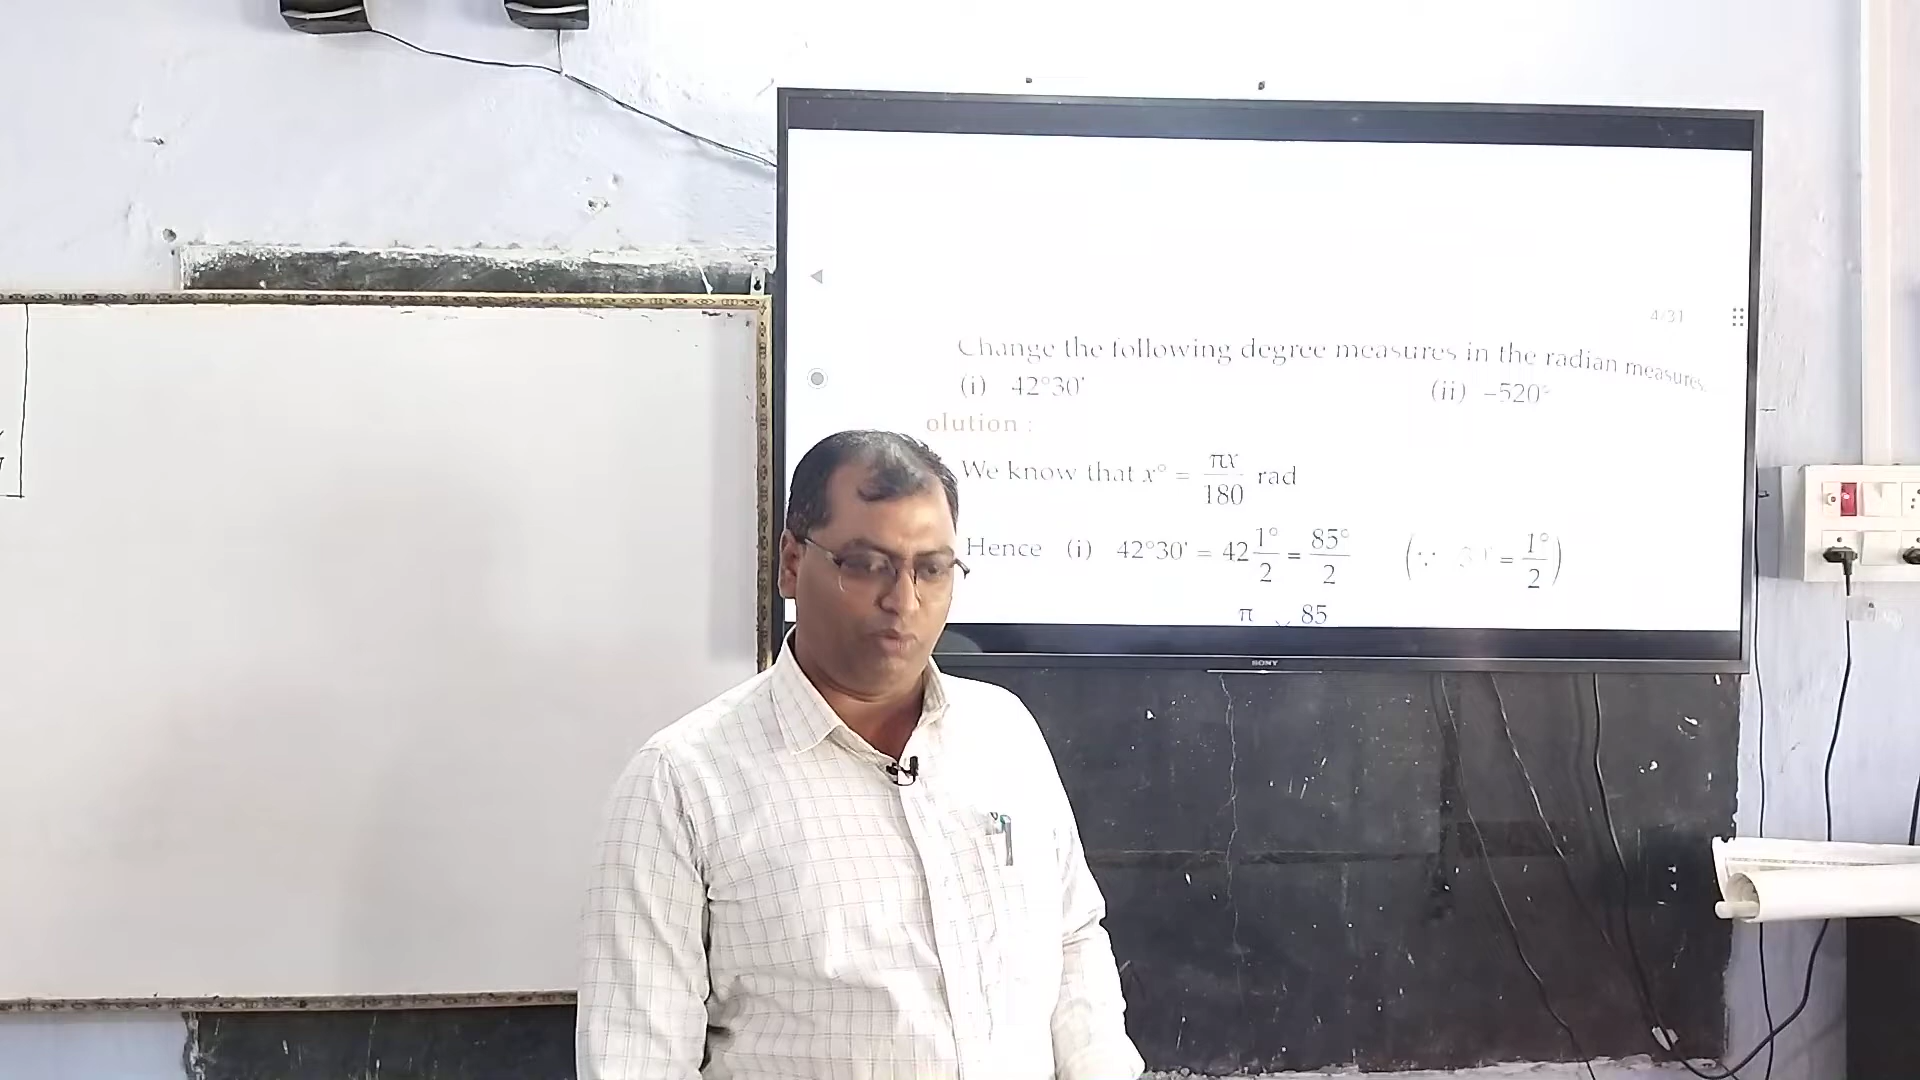 4/31
Change the following degree measures in the radian measures.
(i) 42°30' (ii) –520°
olution :
We know that x° = πx/180 rad
Hence (i) 42°30' = 42 1°/2 = 85°/2 (∵ 30' = 1°/2)
π × 85
SONY